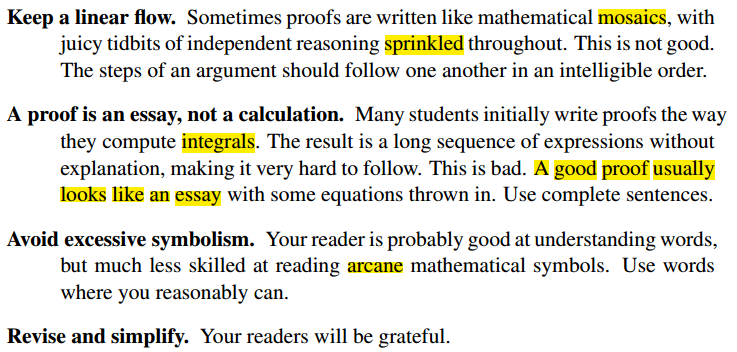 Keep a linear flow. Sometimes proofs are written like mathematical mosaics, with
juicy tidbits of independent reasoning sprinkled throughout. This is not good.
The steps of an argument should follow one another in an intelligible order.
A proof is an essay, not a calculation. Many students initially write proofs the way
they compute integrals. The result is a long sequence of expressions without
explanation, making it very hard to follow. This is bad. A good proof usually
looks like an essay with some equations thrown in. Use complete sentences.
Avoid excessive symbolism. Your reader is probably good at understanding words,
but much less skilled at reading arcane mathematical symbols. Use words
where you reasonably can.
Revise and simplify. Your readers will be grateful.